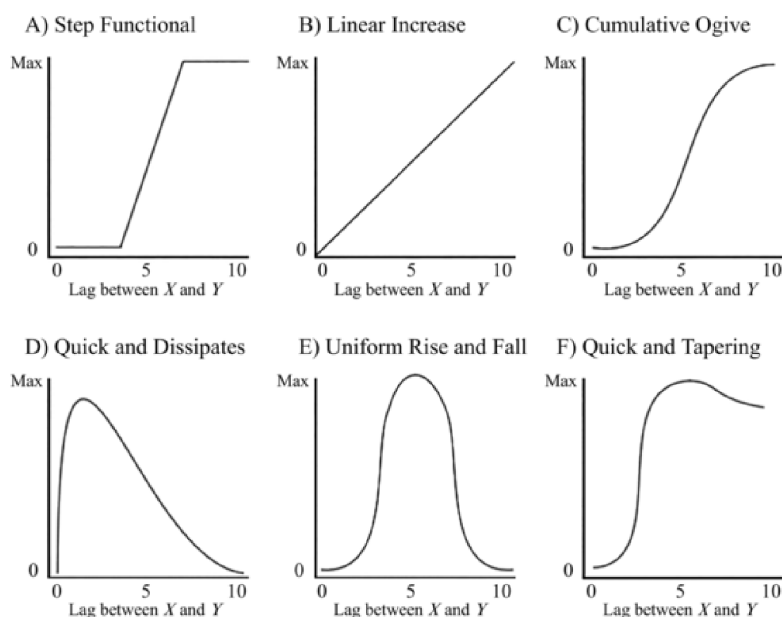 A) Step Functional
B) Linear Increase
C) Cumulative Ogive
Max
0
0 5 10
Lag between X and Y
Max
0
0 5 10
Lag between X and Y
Max
0
0 5 10
Lag between X and Y
D) Quick and Dissipates
E) Uniform Rise and Fall
F) Quick and Tapering
Max
0
0 5 10
Lag between X and Y
Max
0
0 5 10
Lag between X and Y
Max
0
0 5 10
Lag between X and Y